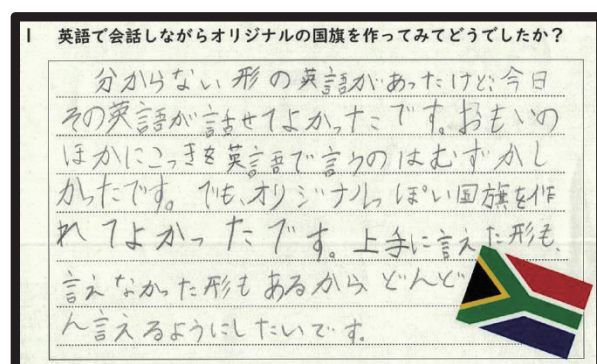 1 英語で会話しながらオリジナルの国旗を作ってみてどうでしたか？
分からない形の英語があったけど、今日
その英語が話せてよかったです。おもいの
ほかにこっきを英語で言うのはむずかし
かったです。でも、オリジナルっぽい国旗を作
れてよかったです。上手に言えた形も、
言えなかった形もあるからどんど
ん言えるようにしたいです。